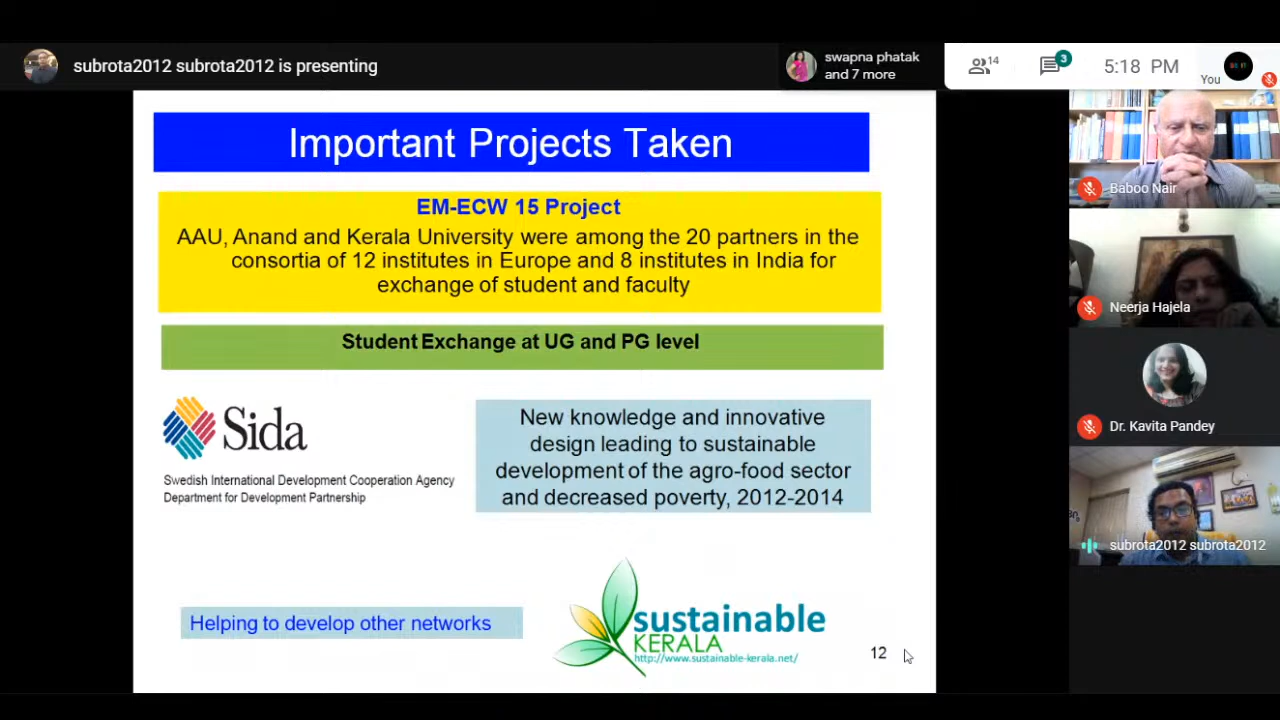 subrota2012 subrota2012 is presenting
swapna phatak
and 7 more
14
3
5:18 PM
You
Important Projects Taken
EM-ECW 15 Project
AAU, Anand and Kerala University were among the 20 partners in the
consortia of 12 institutes in Europe and 8 institutes in India for
exchange of student and faculty
Student Exchange at UG and PG level
Sida
Swedish International Development Cooperation Agency
Department for Development Partnership
New knowledge and innovative
design leading to sustainable
development of the agro-food sector
and decreased poverty, 2012-2014
Helping to develop other networks
sustainable
KERALA
http://www.sustainable-kerala.net/
12
Baboo Nair
Neerja Hajela
Dr. Kavita Pandey
subrota2012 subrota2012